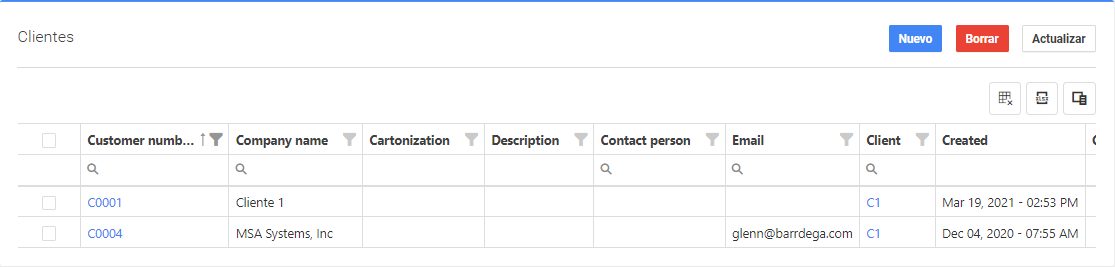 Clientes
Nuevo Borrar Actualizar
XLSX
Customer numb... Company name Cartonization Description Contact person Email Client Created
C0001 Cliente 1 C1 Mar 19, 2021 - 02:53 PM
C0004 MSA Systems, Inc glenn@barrdega.com C1 Dec 04, 2020 - 07:55 AM